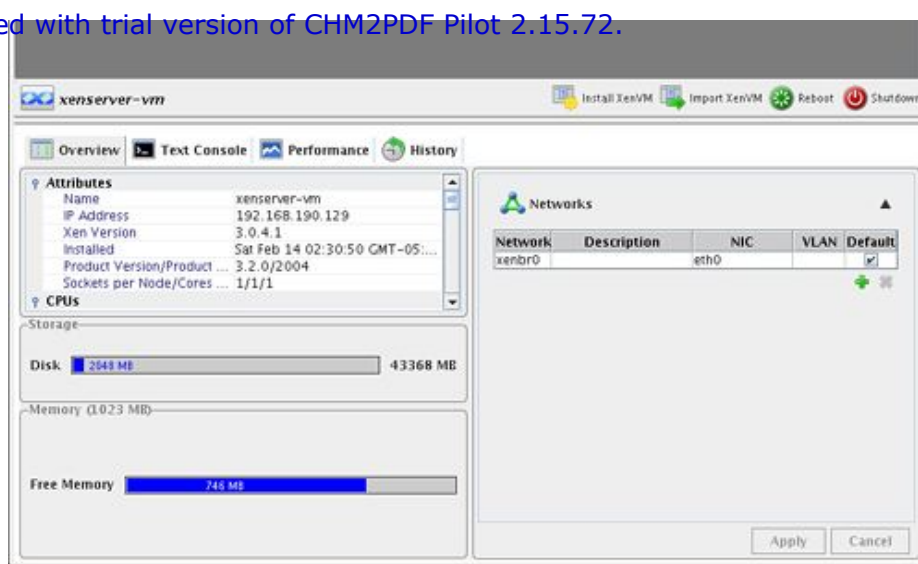 ed with trial version of CHM2PDF Pilot 2.15.72.
xenserver-vm Install XenVM Import XenVM Reboot Shutdown
Overview Text Console Performance History
Attributes
Name xenserver-vm
IP Address 192.168.190.129
Xen Version 3.0.4.1
Installed Sat Feb 14 02:30:50 GMT-05:...
Product Version/Product ... 3.2.0/2004
Sockets per Node/Cores ... 1/1/1
CPUs
Storage
Disk 2048 MB 43368 MB
Memory (1023 MB)
Free Memory 746 MB
Networks
Network Description NIC VLAN Default
xenbr0 eth0
Apply Cancel